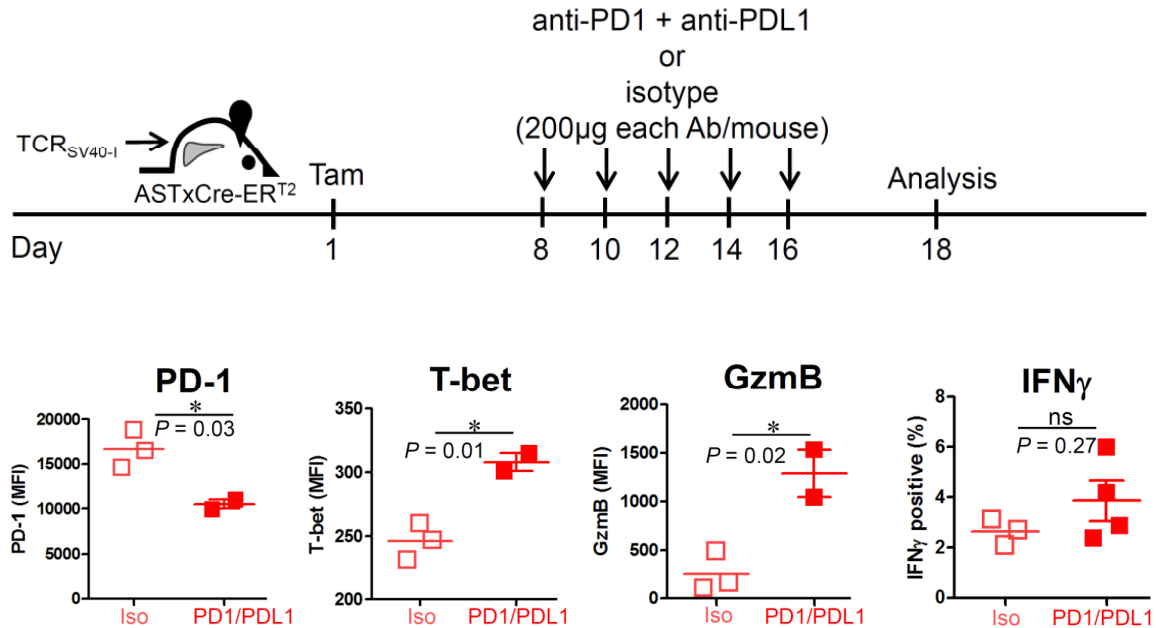 anti-PD1 + anti-PDL1
or
isotype
(200µg each Ab/mouse)
TCRSV40-I
ASTxCre-ERT2
Tam
Analysis
Day
1
8
10
12
14
16
18
PD-1
*
P = 0.03
PD-1 (MFI)
20000
15000
10000
5000
0
Iso
PD1/PDL1
T-bet
*
P = 0.01
T-bet (MFI)
350
300
250
200
Iso
PD1/PDL1
GzmB
*
P = 0.02
GzmB (MFI)
2000
1500
1000
500
0
Iso
PD1/PDL1
IFNγ
ns
P = 0.27
IFNγ positive (%)
8
6
4
2
0
Iso
PD1/PDL1